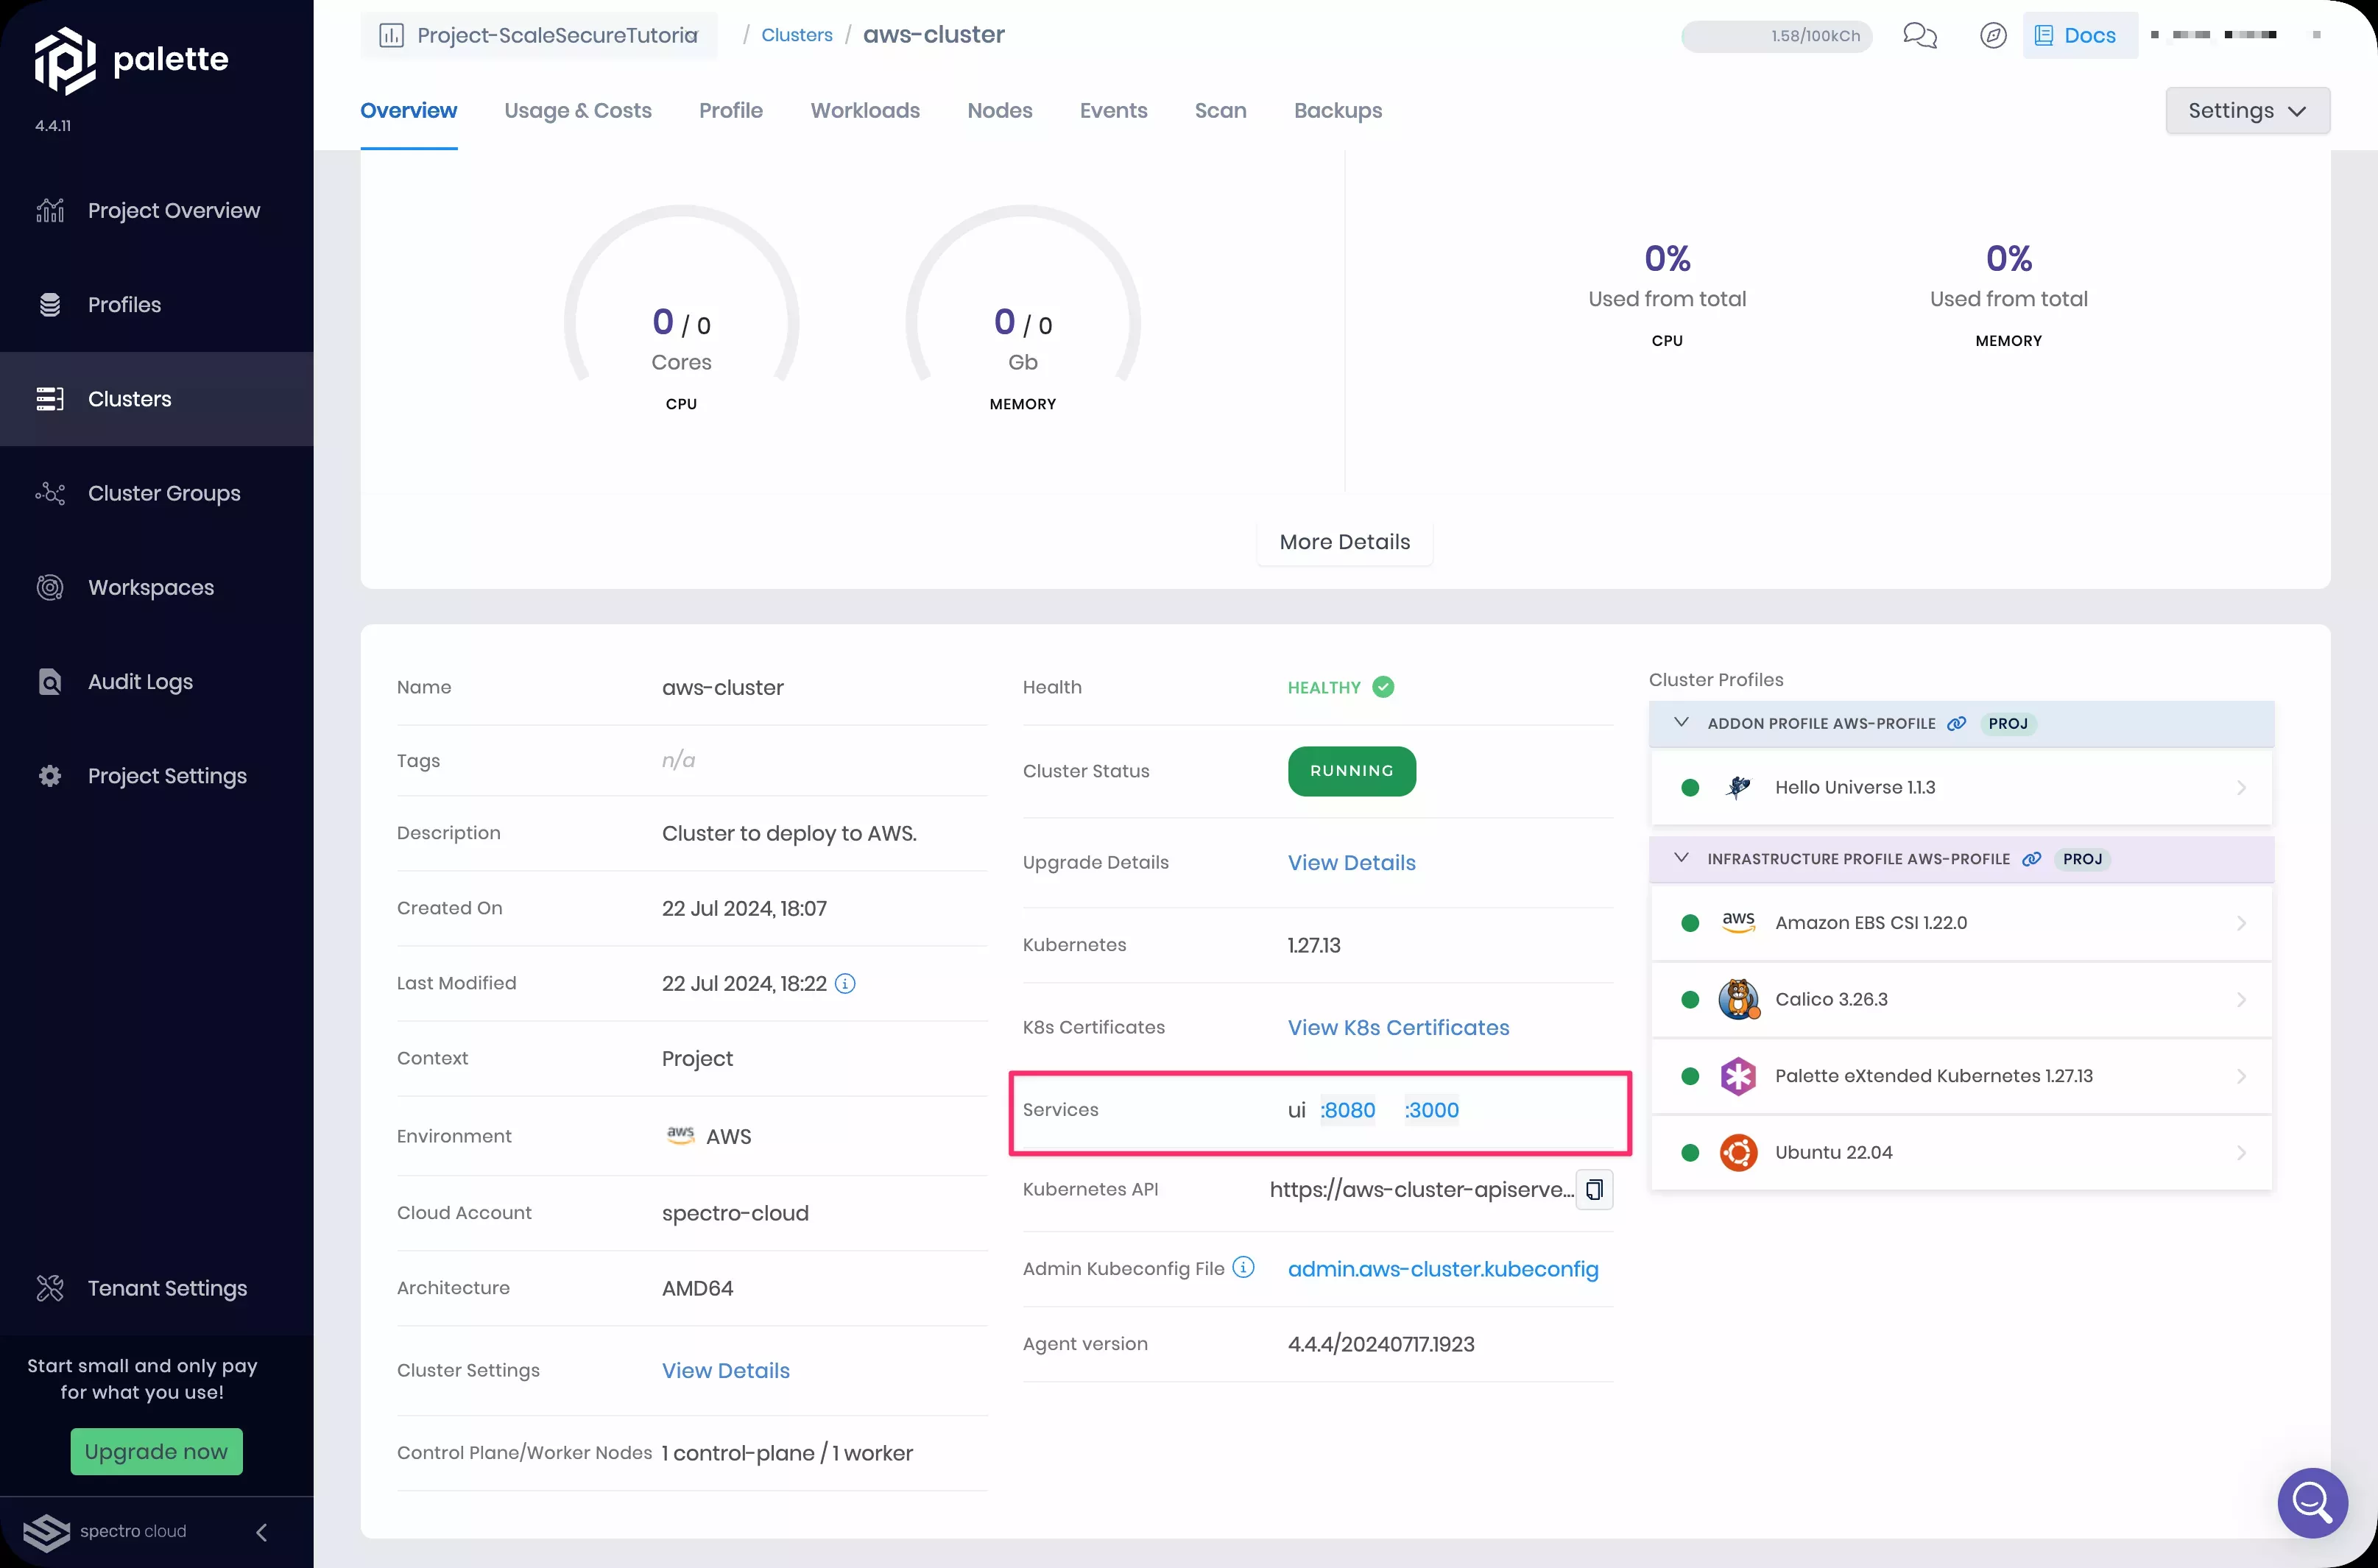 palette
4.4.11
Project Overview
Profiles
Clusters
Cluster Groups
Workspaces
Audit Logs
Project Settings
Tenant Settings
Start small and only pay
for what you use!
Upgrade now
spectro cloud
Project-ScaleSecureTutoria
/ Clusters / aws-cluster
1.58/100kCh
Docs
Overview Usage & Costs Profile Workloads Nodes Events Scan Backups
Settings
0 / 0
Cores
CPU
0 / 0
Gb
MEMORY
0%
Used from total
CPU
0%
Used from total
MEMORY
More Details
Name aws-cluster
Tags n/a
Description Cluster to deploy to AWS.
Created On 22 Jul 2024, 18:07
Last Modified 22 Jul 2024, 18:22
Context Project
Environment aws AWS
Cloud Account spectro-cloud
Architecture AMD64
Cluster Settings View Details
Control Plane/Worker Nodes 1 control-plane / 1 worker
Health HEALTHY
Cluster Status RUNNING
Upgrade Details View Details
Kubernetes 1.27.13
K8s Certificates View K8s Certificates
Services ui :8080 :3000
Kubernetes API https://aws-cluster-apiserve...
Admin Kubeconfig File admin.aws-cluster.kubeconfig
Agent version 4.4.4/20240717.1923
Cluster Profiles
ADDON PROFILE AWS-PROFILE PROJ
Hello Universe 1.1.3
INFRASTRUCTURE PROFILE AWS-PROFILE PROJ
aws Amazon EBS CSI 1.22.0
Calico 3.26.3
Palette eXtended Kubernetes 1.27.13
Ubuntu 22.04